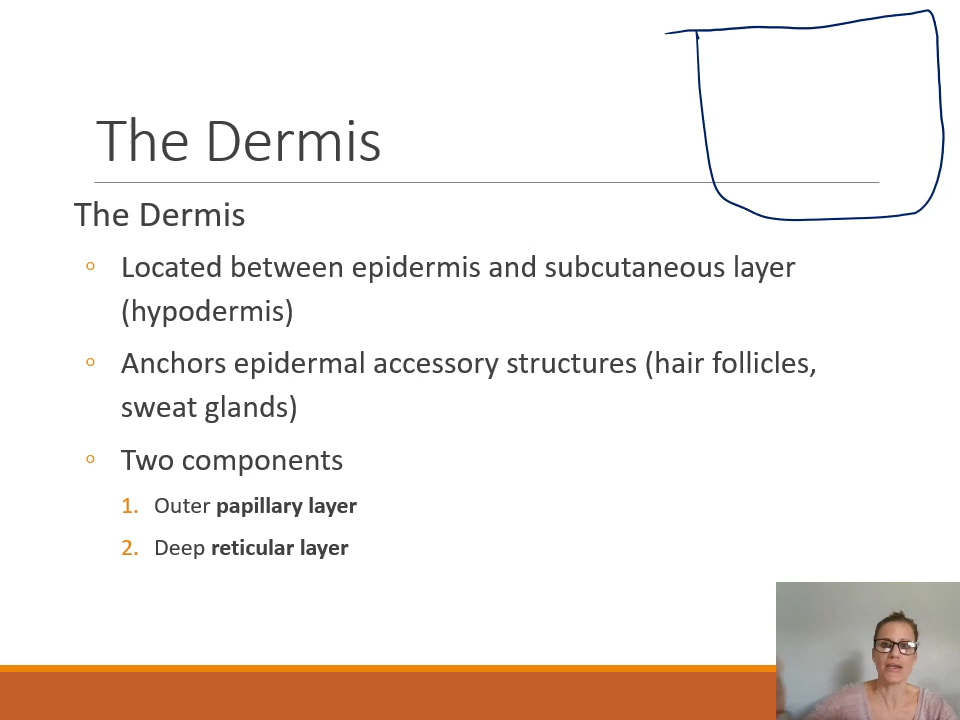 The Dermis
The Dermis
Located between epidermis and subcutaneous layer
(hypodermis)
Anchors epidermal accessory structures (hair follicles,
sweat glands)
Two components
1. Outer papillary layer
2. Deep reticular layer